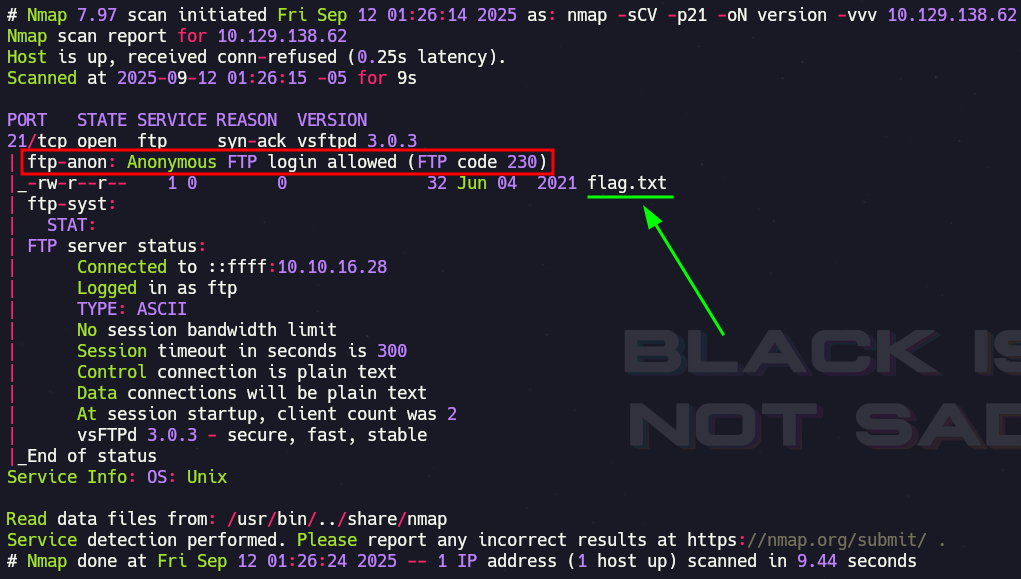 # Nmap 7.97 scan initiated Fri Sep 12 01:26:14 2025 as: nmap -sCV -p21 -oN version -vvv 10.129.138.62
Nmap scan report for 10.129.138.62
Host is up, received conn-refused (0.25s latency).
Scanned at 2025-09-12 01:26:15 -05 for 9s

PORT   STATE SERVICE REASON  VERSION
21/tcp open  ftp     syn-ack vsftpd 3.0.3
| ftp-anon: Anonymous FTP login allowed (FTP code 230)
|_-rw-r--r--    1 0        0              32 Jun 04  2021 flag.txt
| ftp-syst:
|   STAT:
| FTP server status:
|      Connected to ::ffff:10.10.16.28
|      Logged in as ftp
|      TYPE: ASCII
|      No session bandwidth limit
|      Session timeout in seconds is 300
|      Control connection is plain text
|      Data connections will be plain text
|      At session startup, client count was 2
|      vsFTPd 3.0.3 - secure, fast, stable
|_End of status
Service Info: OS: Unix

Read data files from: /usr/bin/../share/nmap
Service detection performed. Please report any incorrect results at https://nmap.org/submit/ .
# Nmap done at Fri Sep 12 01:26:24 2025 -- 1 IP address (1 host up) scanned in 9.44 seconds
BLACK IS
NOT SAD